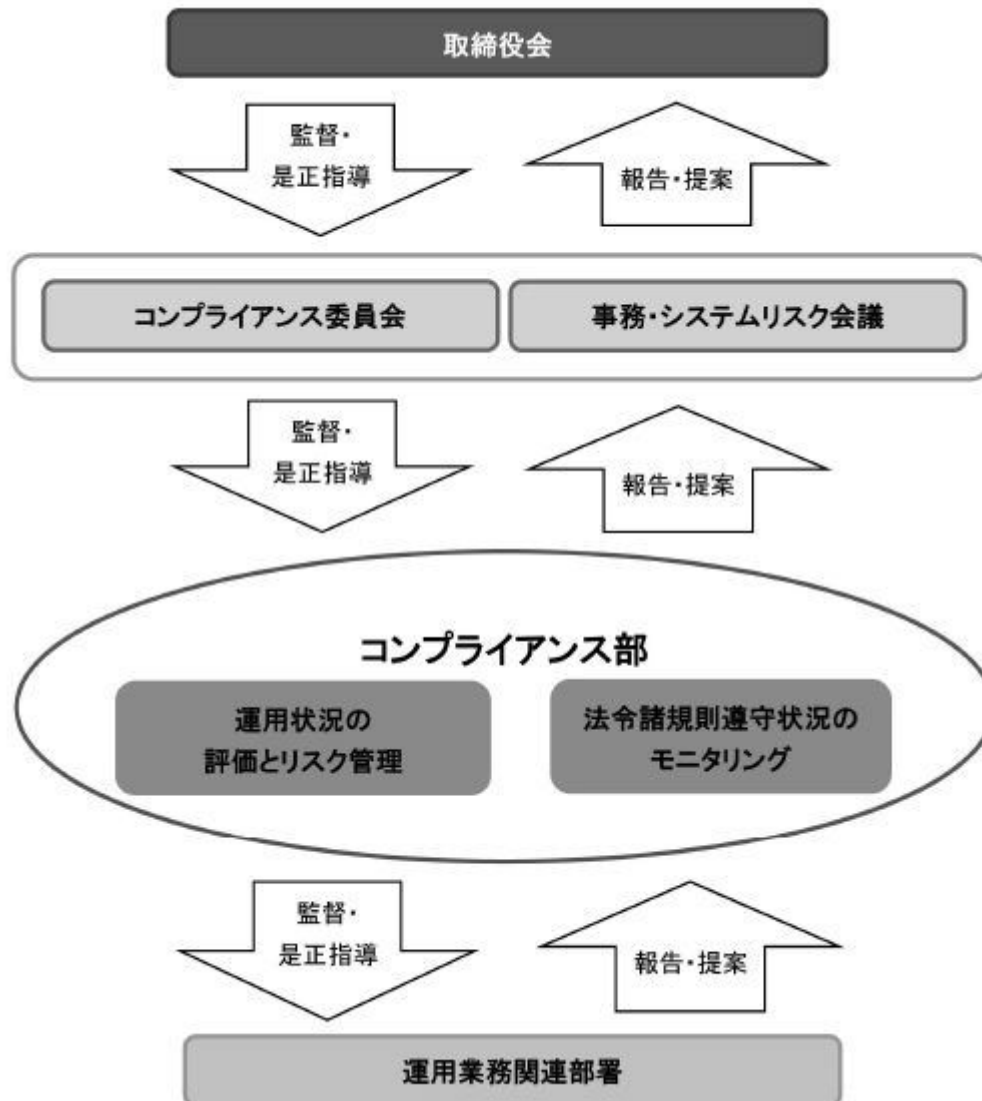 取締役会
監督・
是正指導
報告・提案
コンプライアンス委員会
事務・システムリスク会議
監督・
是正指導
報告・提案
コンプライアンス部
運用状況の
評価とリスク管理
法令諸規則遵守状況の
モニタリング
監督・
是正指導
報告・提案
運用業務関連部署